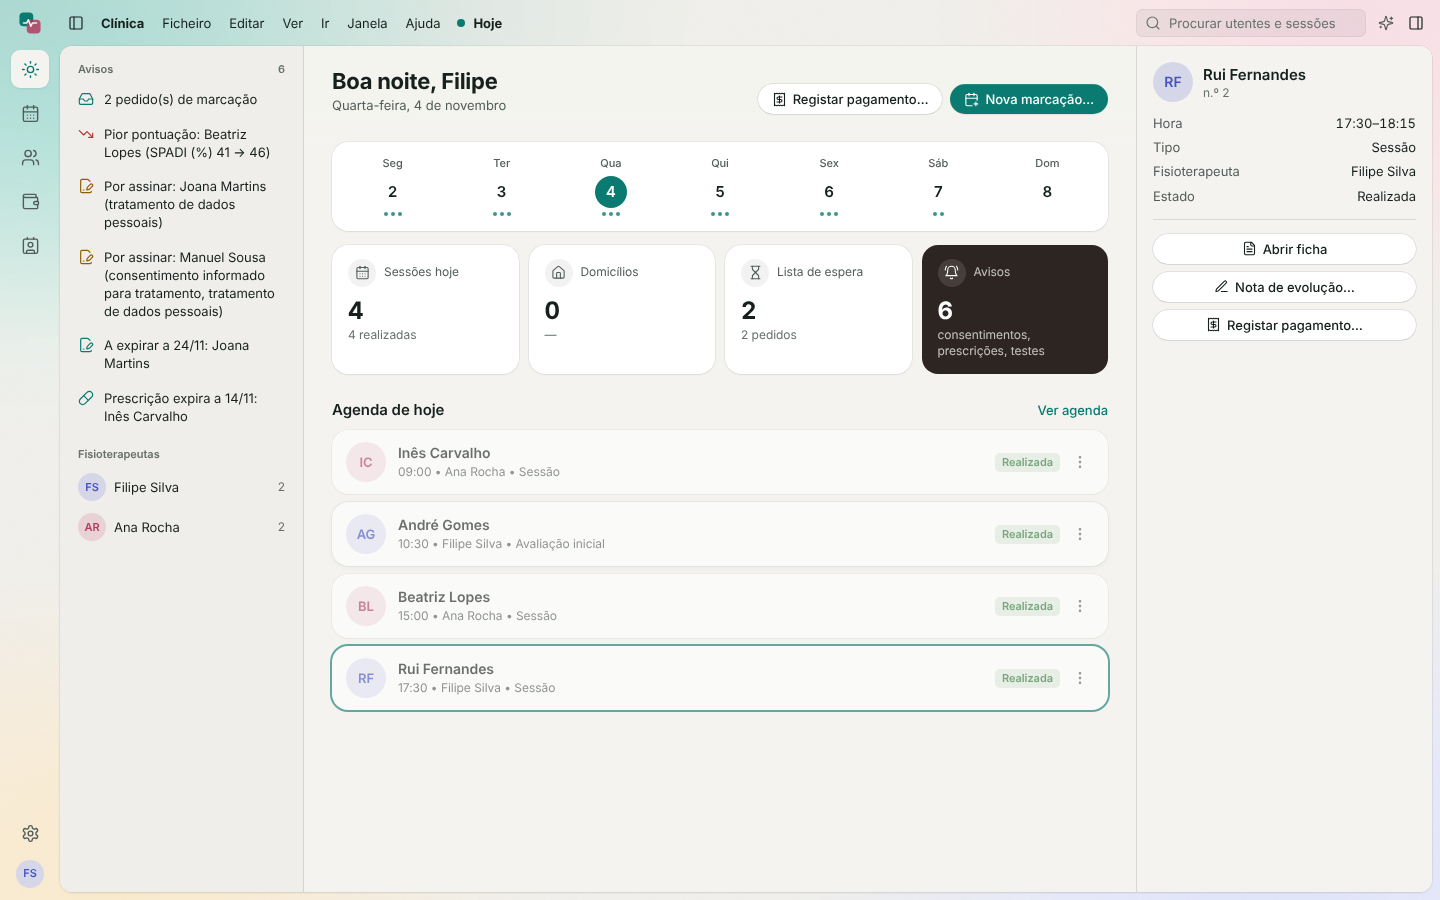 Clínica Ficheiro Editar Ver Ir Janela Ajuda Hoje
Procurar utentes e sessões
Avisos 6
2 pedido(s) de marcação
Pior pontuação: Beatriz
Lopes (SPADI (%) 41 → 46)
Por assinar: Joana Martins
(tratamento de dados
pessoais)
Por assinar: Manuel Sousa
(consentimento informado
para tratamento, tratamento
de dados pessoais)
A expirar a 24/11: Joana
Martins
Prescrição expira a 14/11:
Inês Carvalho
Fisioterapeutas
FS Filipe Silva 2
AR Ana Rocha 2
FS
Boa noite, Filipe
Quarta-feira, 4 de novembro
Registar pagamento...
Nova marcação...
Seg Ter Qua Qui Sex Sáb Dom
2 3 4 5 6 7 8
Sessões hoje
4
4 realizadas
Domicílios
0
—
Lista de espera
2
2 pedidos
Avisos
6
consentimentos,
prescrições, testes
Agenda de hoje
Ver agenda
IC
Inês Carvalho
09:00 • Ana Rocha • Sessão
Realizada
AG
André Gomes
10:30 • Filipe Silva • Avaliação inicial
Realizada
BL
Beatriz Lopes
15:00 • Ana Rocha • Sessão
Realizada
RF
Rui Fernandes
17:30 • Filipe Silva • Sessão
Realizada
RF
Rui Fernandes
n.º 2
Hora 17:30–18:15
Tipo Sessão
Fisioterapeuta Filipe Silva
Estado Realizada
Abrir ficha
Nota de evolução...
Registar pagamento...